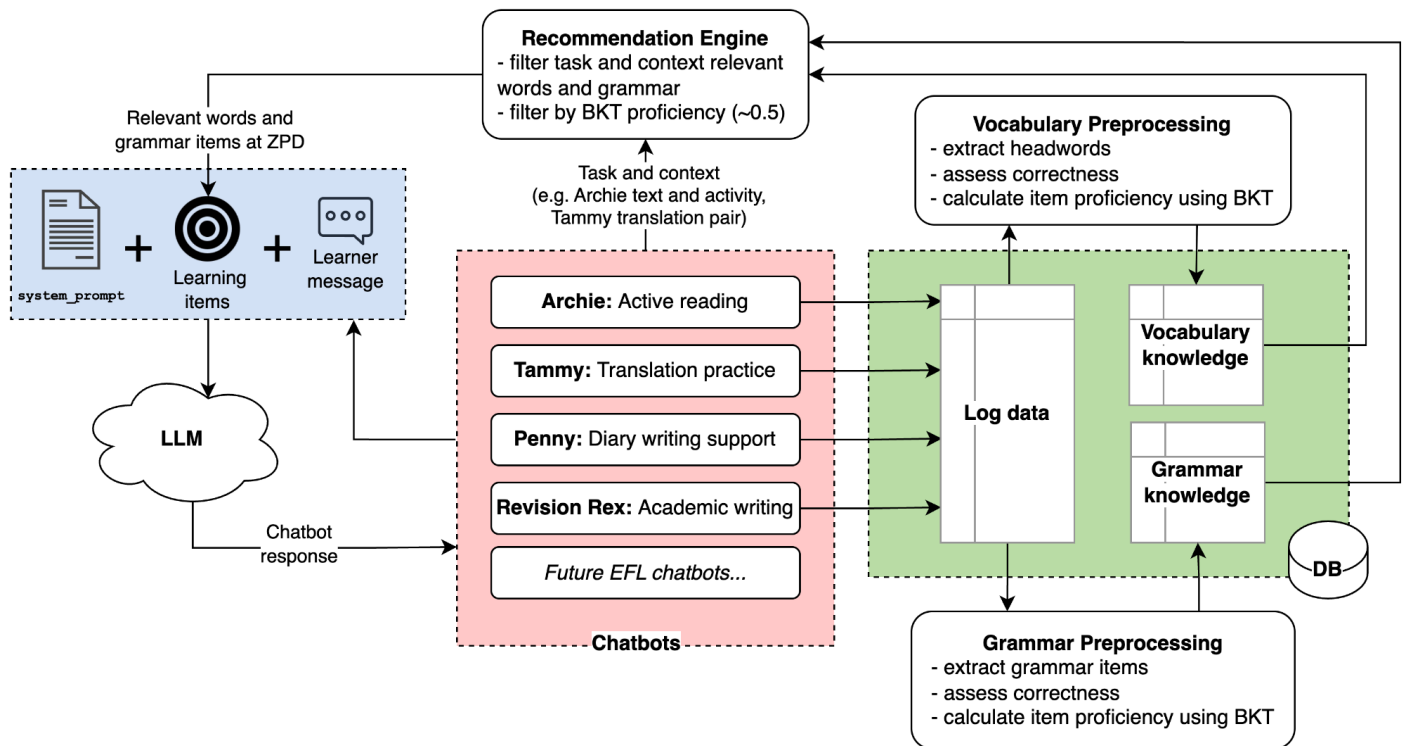 Recommendation Engine
- filter task and context relevant
words and grammar
- filter by BKT proficiency (~0.5)
Relevant words and
grammar items at ZPD
Task and context
(e.g. Archie text and activity,
Tammy translation pair)
Vocabulary Preprocessing
- extract headwords
- assess correctness
- calculate item proficiency using BKT
system_prompt
+
Learning
items
+
Learner
message
LLM
Chatbot
response
Archie: Active reading
Tammy: Translation practice
Penny: Diary writing support
Revision Rex: Academic writing
Future EFL chatbots...
Chatbots
Log data
Vocabulary
knowledge
Grammar
knowledge
DB
Grammar Preprocessing
- extract grammar items
- assess correctness
- calculate item proficiency using BKT